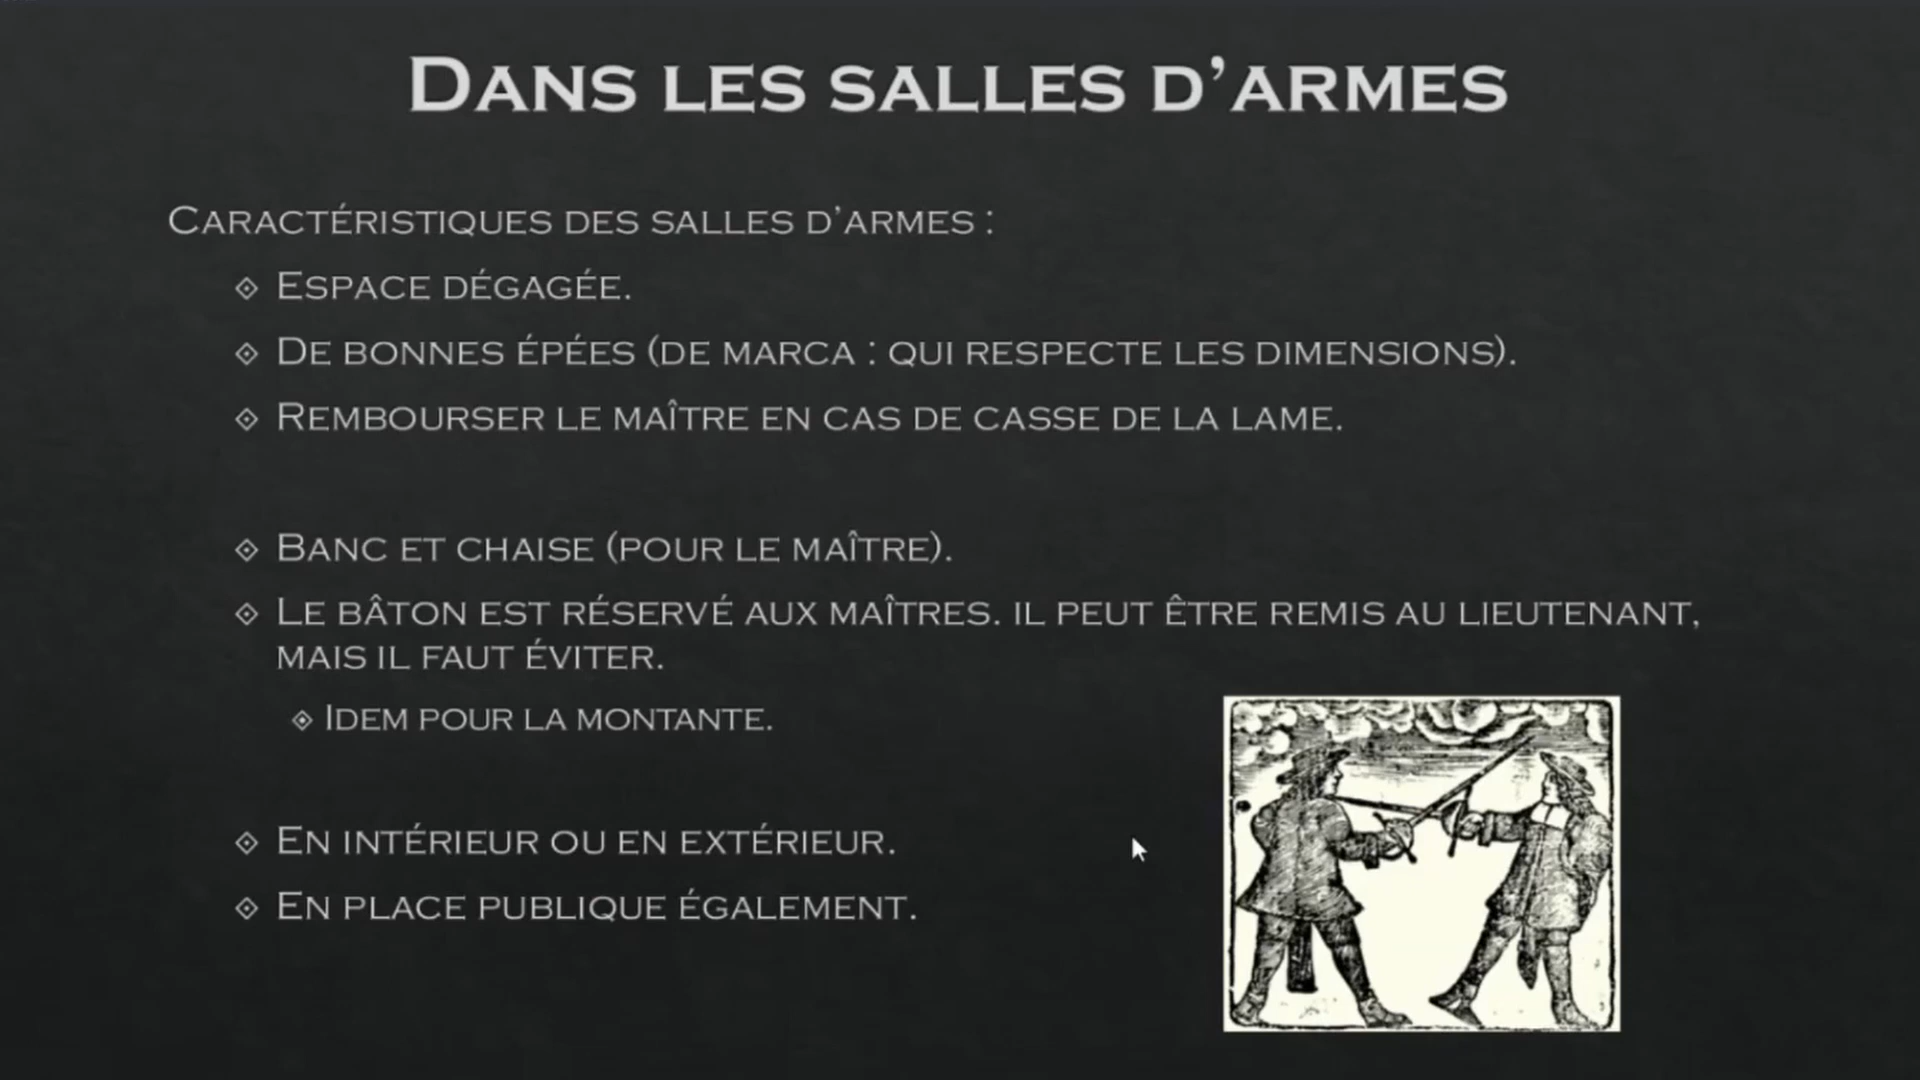 Dans les salles d’armes
Caractéristiques des salles d’armes :
Espace dégagée.
De bonnes épées (de marca : qui respecte les dimensions).
Rembourser le maître en cas de casse de la lame.
Banc et chaise (pour le maître).
Le bâton est réservé aux maîtres. il peut être remis au lieutenant,
mais il faut éviter.
Idem pour la montante.
En intérieur ou en extérieur.
En place publique également.